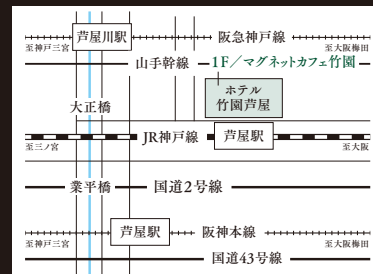 芦屋川駅
阪急神戸線
至神戸三宮
至大阪梅田
山手幹線
1F／マグネットカフェ竹園
ホテル
竹園芦屋
大正橋
JR神戸線
芦屋駅
至三ノ宮
至大阪
業平橋
国道2号線
芦屋駅
阪神本線
至神戸三宮
至大阪梅田
国道43号線